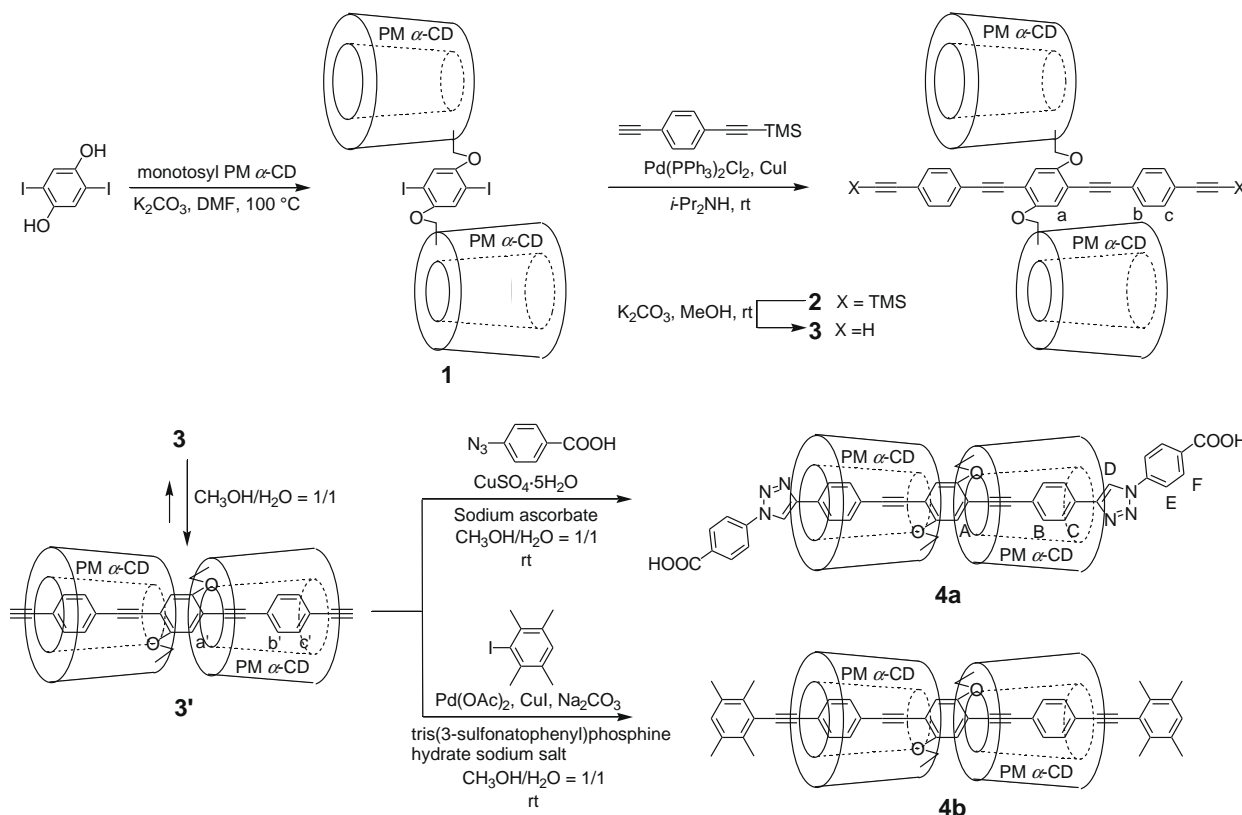 PM α-CD
OH
I
I
HO
monotosyl PM α-CD
K2CO3, DMF, 100 °C
O
I
I
O
PM α-CD
1
TMS
Pd(PPh3)2Cl2, CuI
i-Pr2NH, rt
PM α-CD
O
X
X
O
a
b
c
PM α-CD
K2CO3, MeOH, rt
2 X = TMS
3 X =H
3
CH3OH/H2O = 1/1
PM α-CD
O
O
a'
b'
c'
PM α-CD
3'
N3
COOH
CuSO4·5H2O
Sodium ascorbate
CH3OH/H2O = 1/1
rt
I
Pd(OAc)2, CuI, Na2CO3
tris(3-sulfonatophenyl)phosphine
hydrate sodium salt
CH3OH/H2O = 1/1
rt
COOH
PM α-CD
O
D
F
N
N
N
N
E
N
N
O
A
B
C
HOOC
PM α-CD
4a
PM α-CD
O
O
PM α-CD
4b